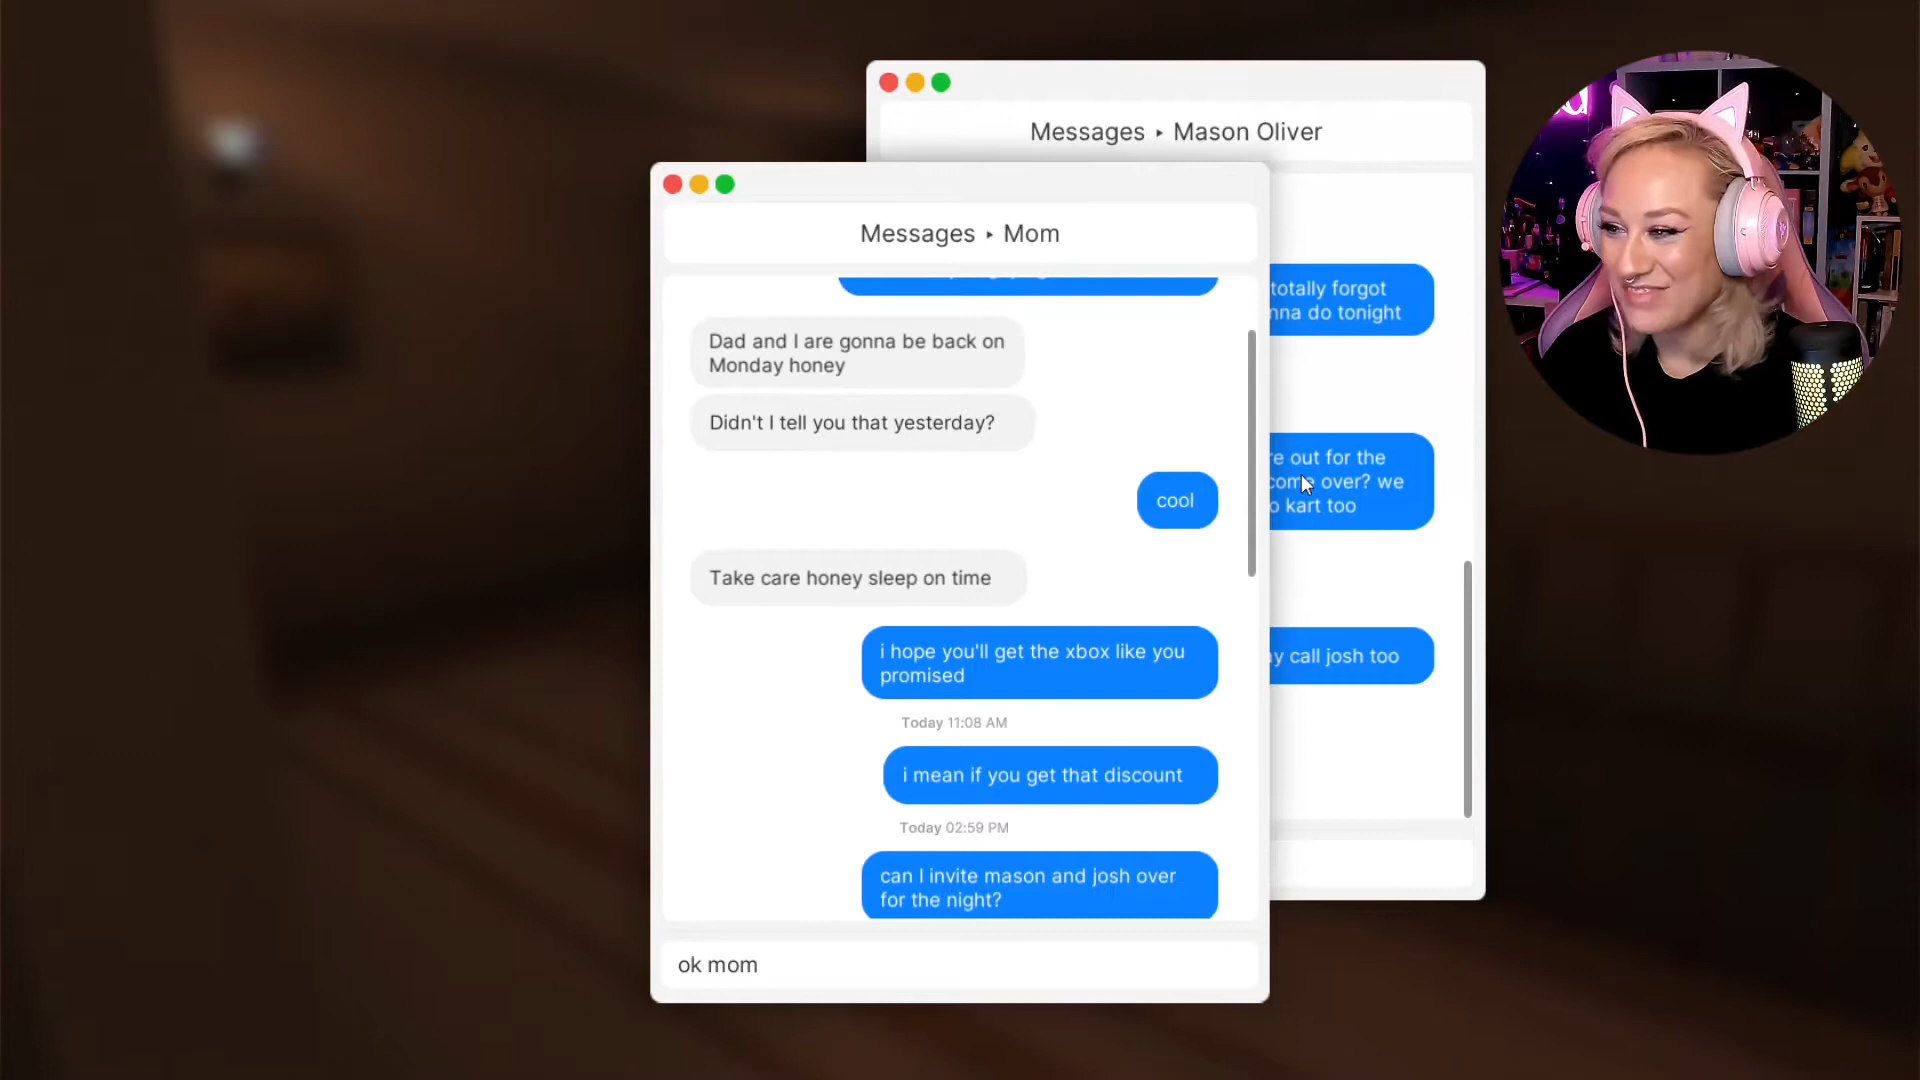 Messages ‣ Mason Oliver
totally forgot
do tonight
out for the
come over? we
kart too
call josh too
Messages ‣ Mom
Dad and I are gonna be back on
Monday honey
Didn't I tell you that yesterday?
cool
Take care honey sleep on time
i hope you'll get the xbox like you
promised
Today 11:08 AM
i mean if you get that discount
Today 02:59 PM
can I invite mason and josh over
for the night?
ok mom